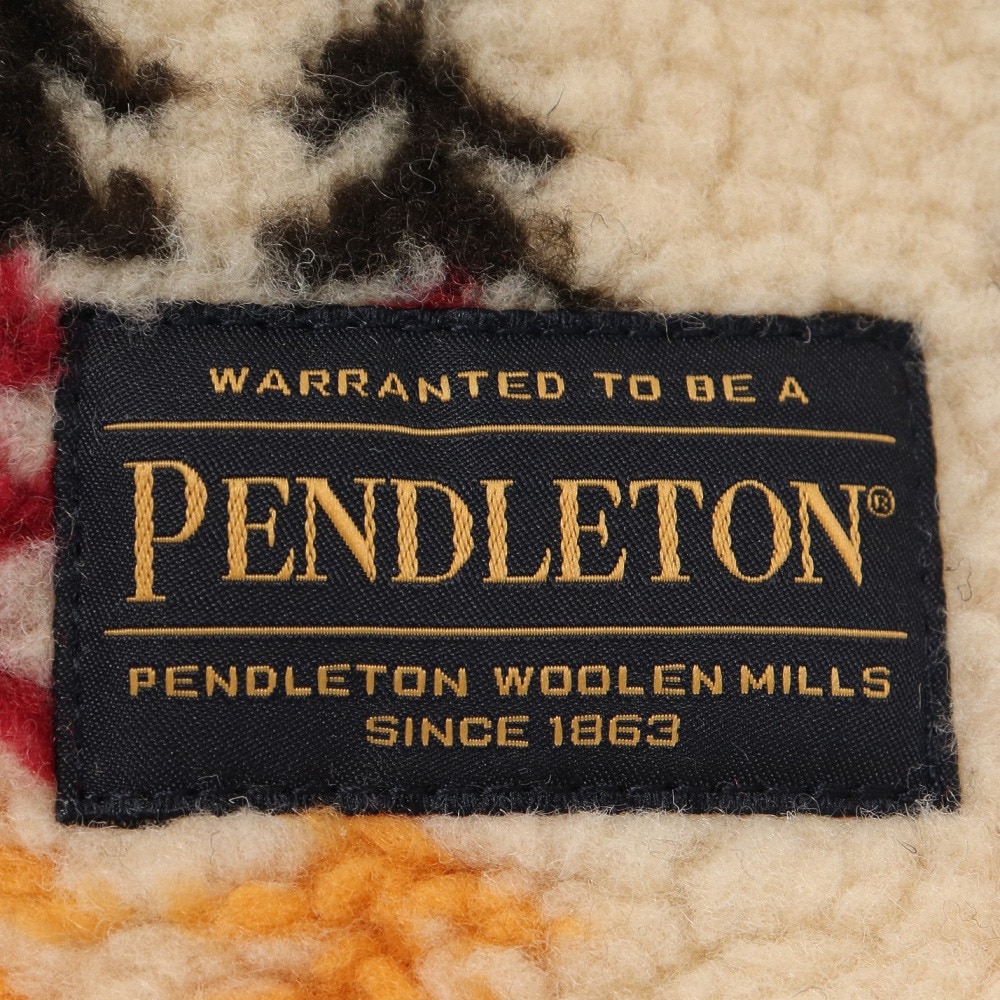 WARRANTED TO BE A
PENDLETON®
PENDLETON WOOLEN MILLS
SINCE 1863